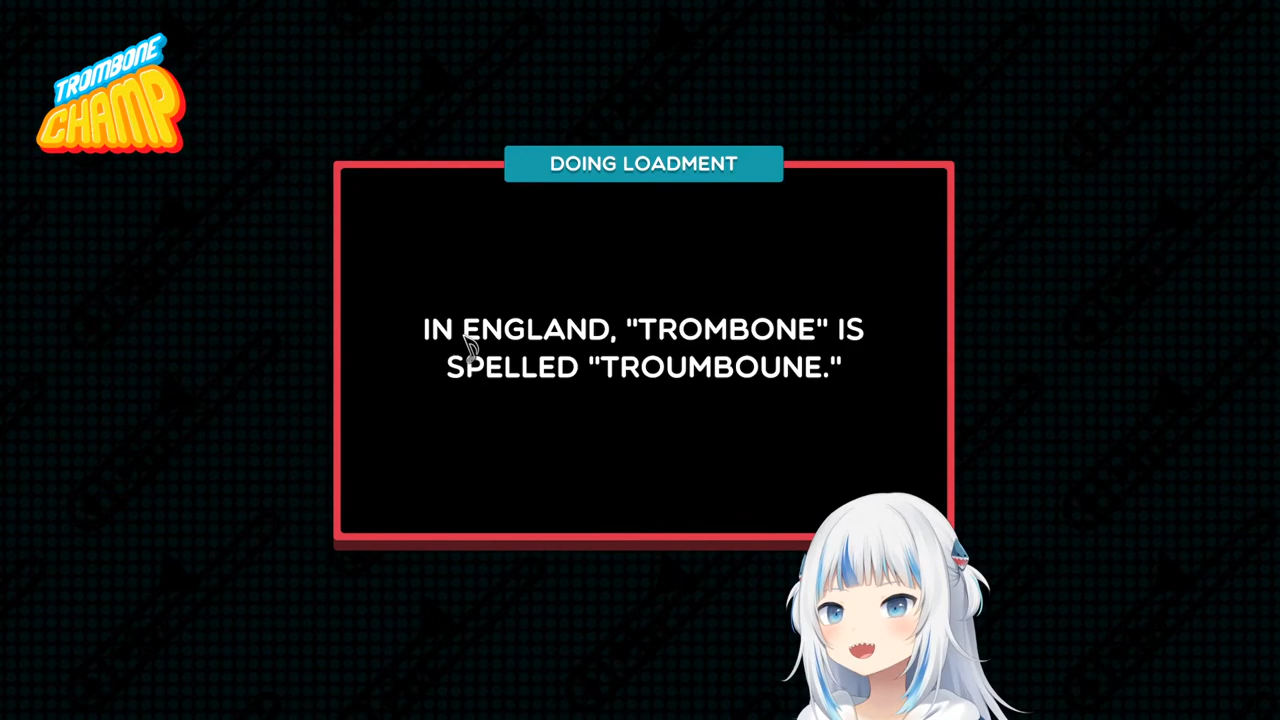 TROMBONE
CHAMP
DOING LOADMENT
IN ENGLAND, "TROMBONE" IS
SPELLED "TROUMBOUNE."